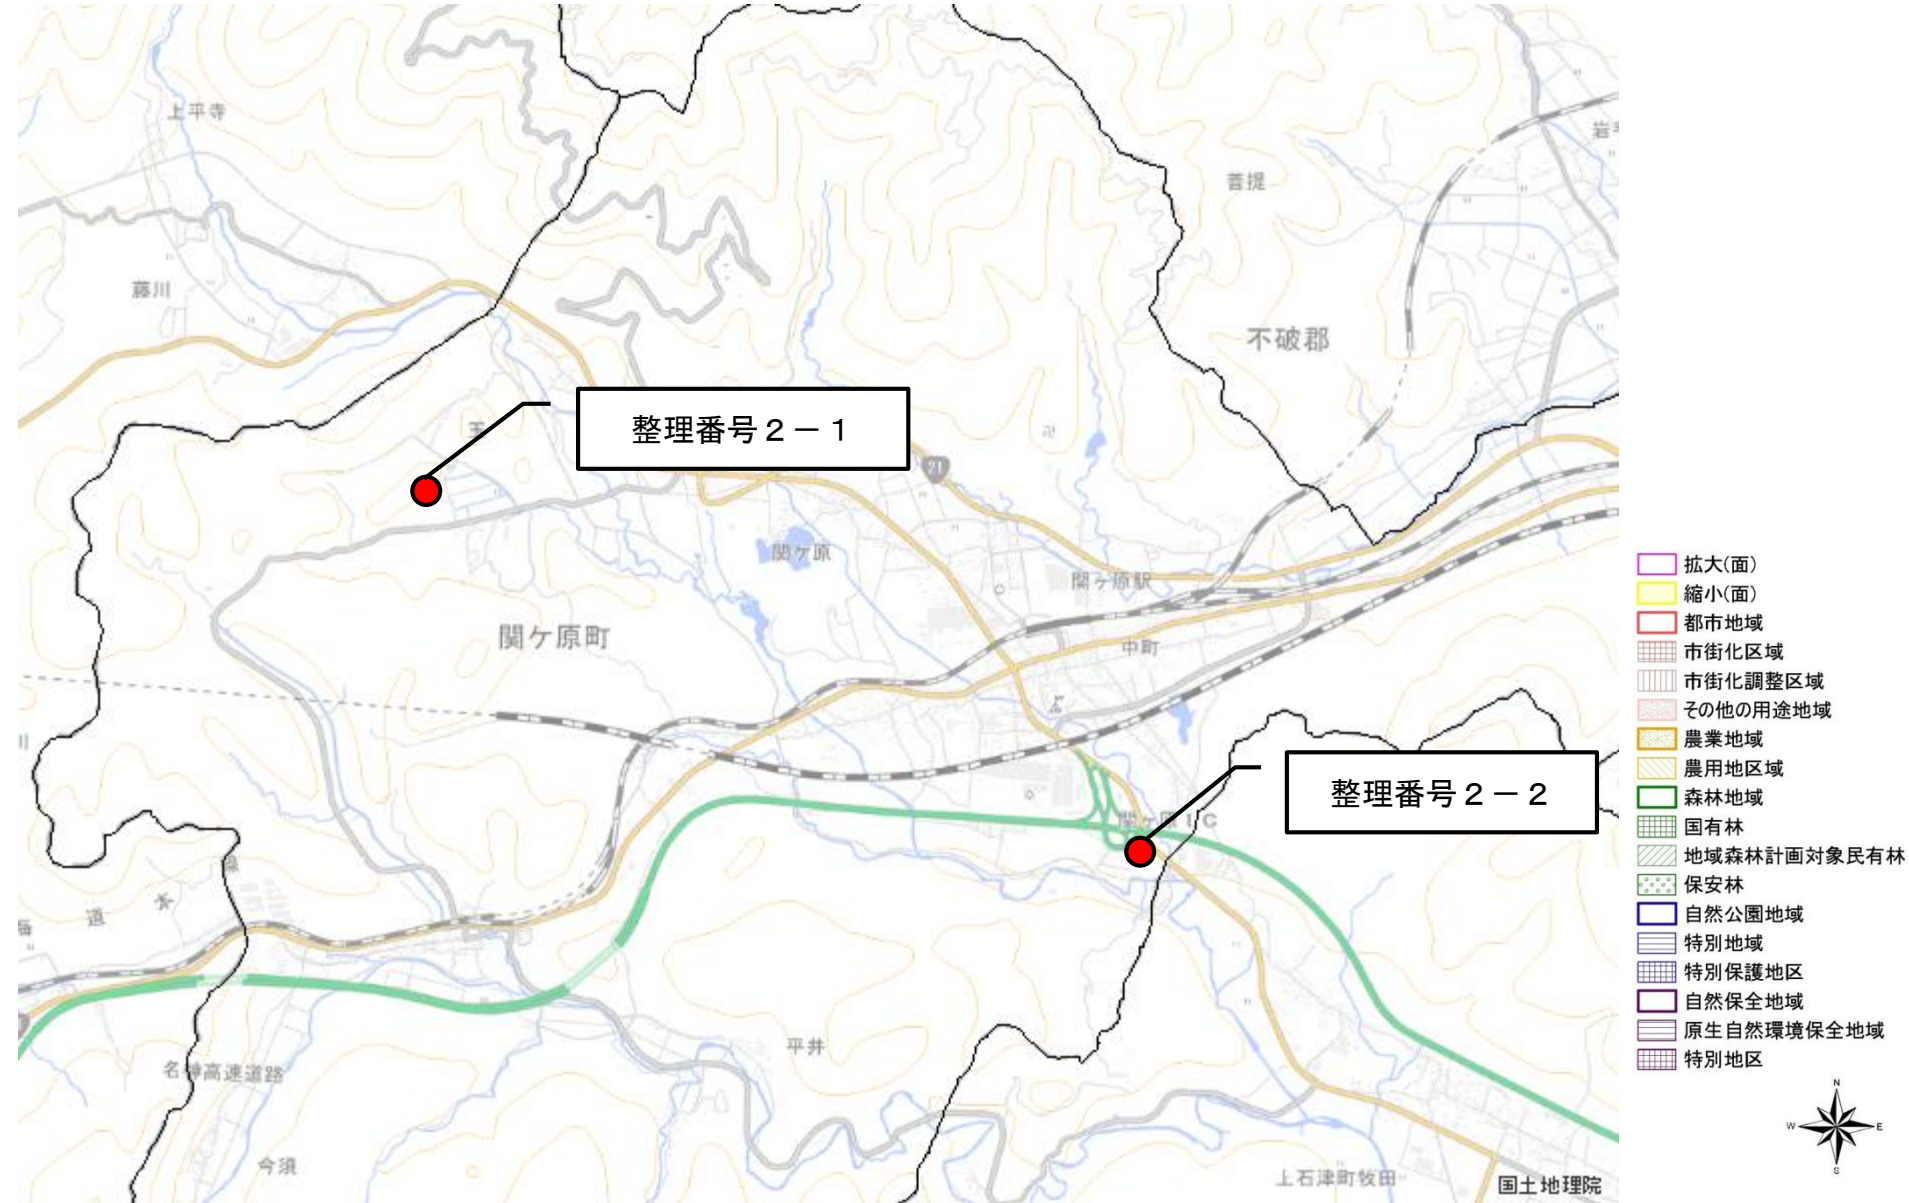 上平寺
岩手
菩提
藤川
不破郡
整理番号２－１
玉
21
関ケ原
関ケ原駅
関ケ原町
中町
川
整理番号２－２
関ケ原IC
道
本
線
平井
名神高速道路
今須
上石津町牧田
国土地理院
拡大(面)
縮小(面)
都市地域
市街化区域
市街化調整区域
その他の用途地域
農業地域
農用地区域
森林地域
国有林
地域森林計画対象民有林
保安林
自然公園地域
特別地域
特別保護地区
自然保全地域
原生自然環境保全地域
特別地区
N
W
E
S